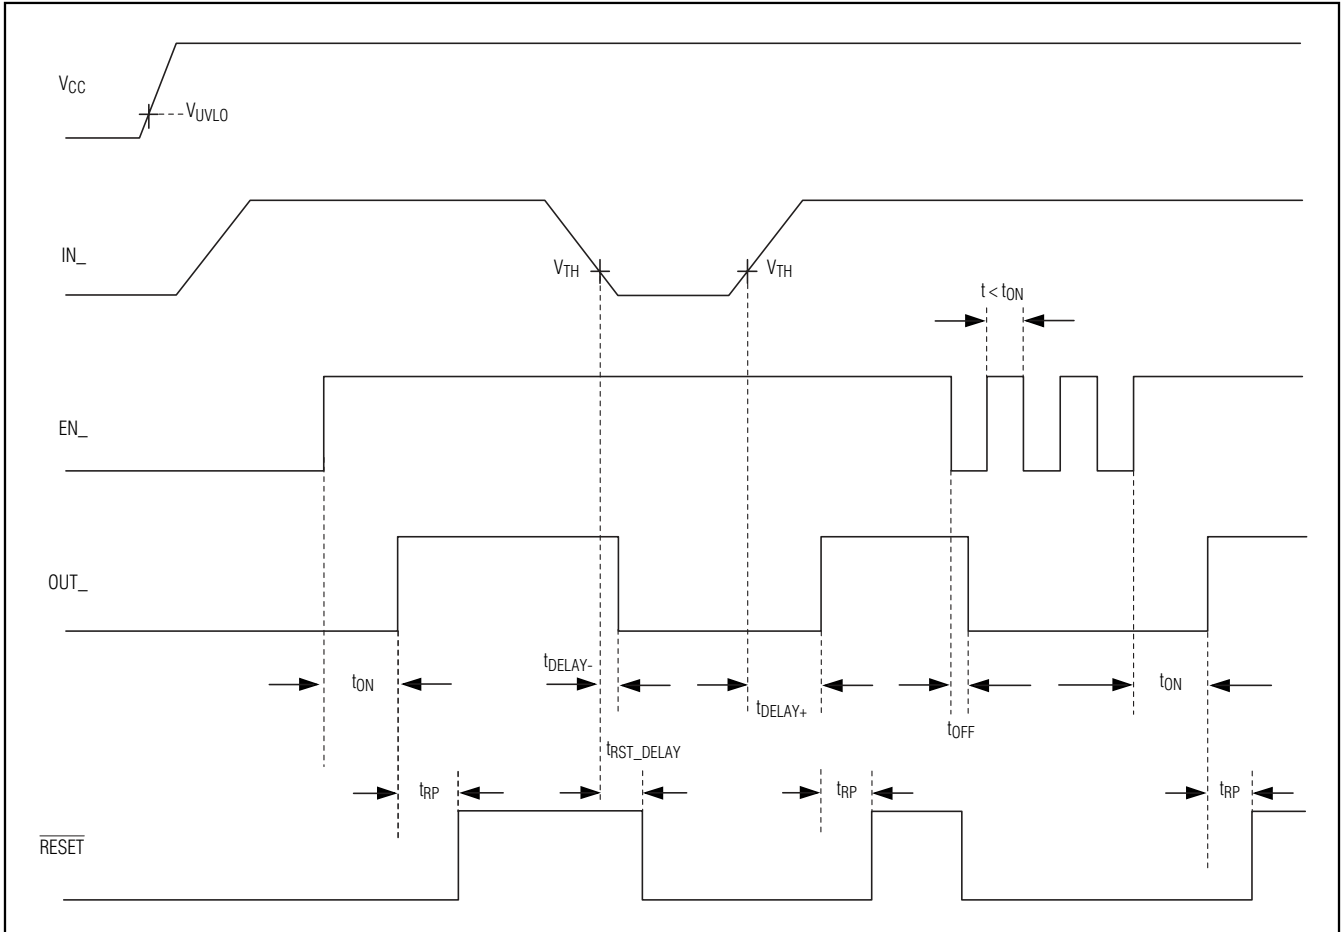 VCC
VUVLO
IN_
VTH
VTH
t < tON
EN_
OUT_
tON
tDELAY-
tDELAY+
tOFF
tON
tRST_DELAY
tRP
tRP
tRP
RESET